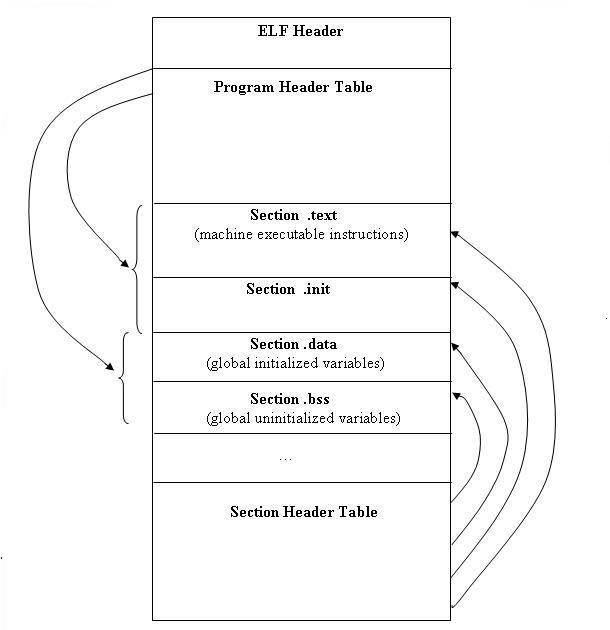 ELF Header
Program Header Table
Section .text
(machine executable instructions)
Section .init
Section .data
(global initialized variables)
Section .bss
(global uninitialized variables)
...
Section Header Table